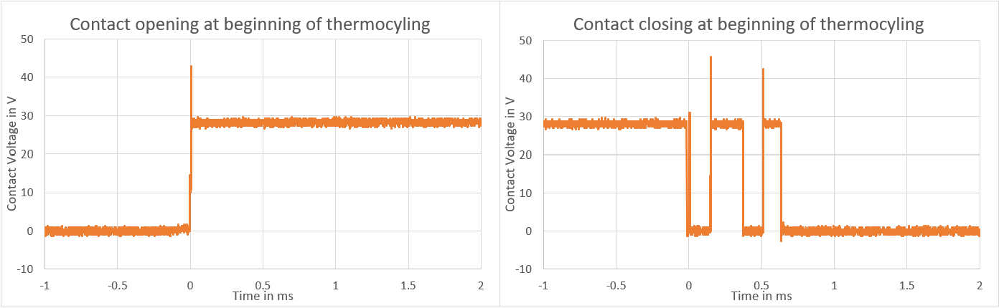 Contact opening at beginning of thermocyling
50
40
30
20
10
0
-10
Contact Voltage in V
-1 -0.5 0 0.5 1 1.5 2
Time in ms
Contact closing at beginning of thermocyling
50
40
30
20
10
0
-10
Contact Voltage in V
-1 -0.5 0 0.5 1 1.5 2
Time in ms